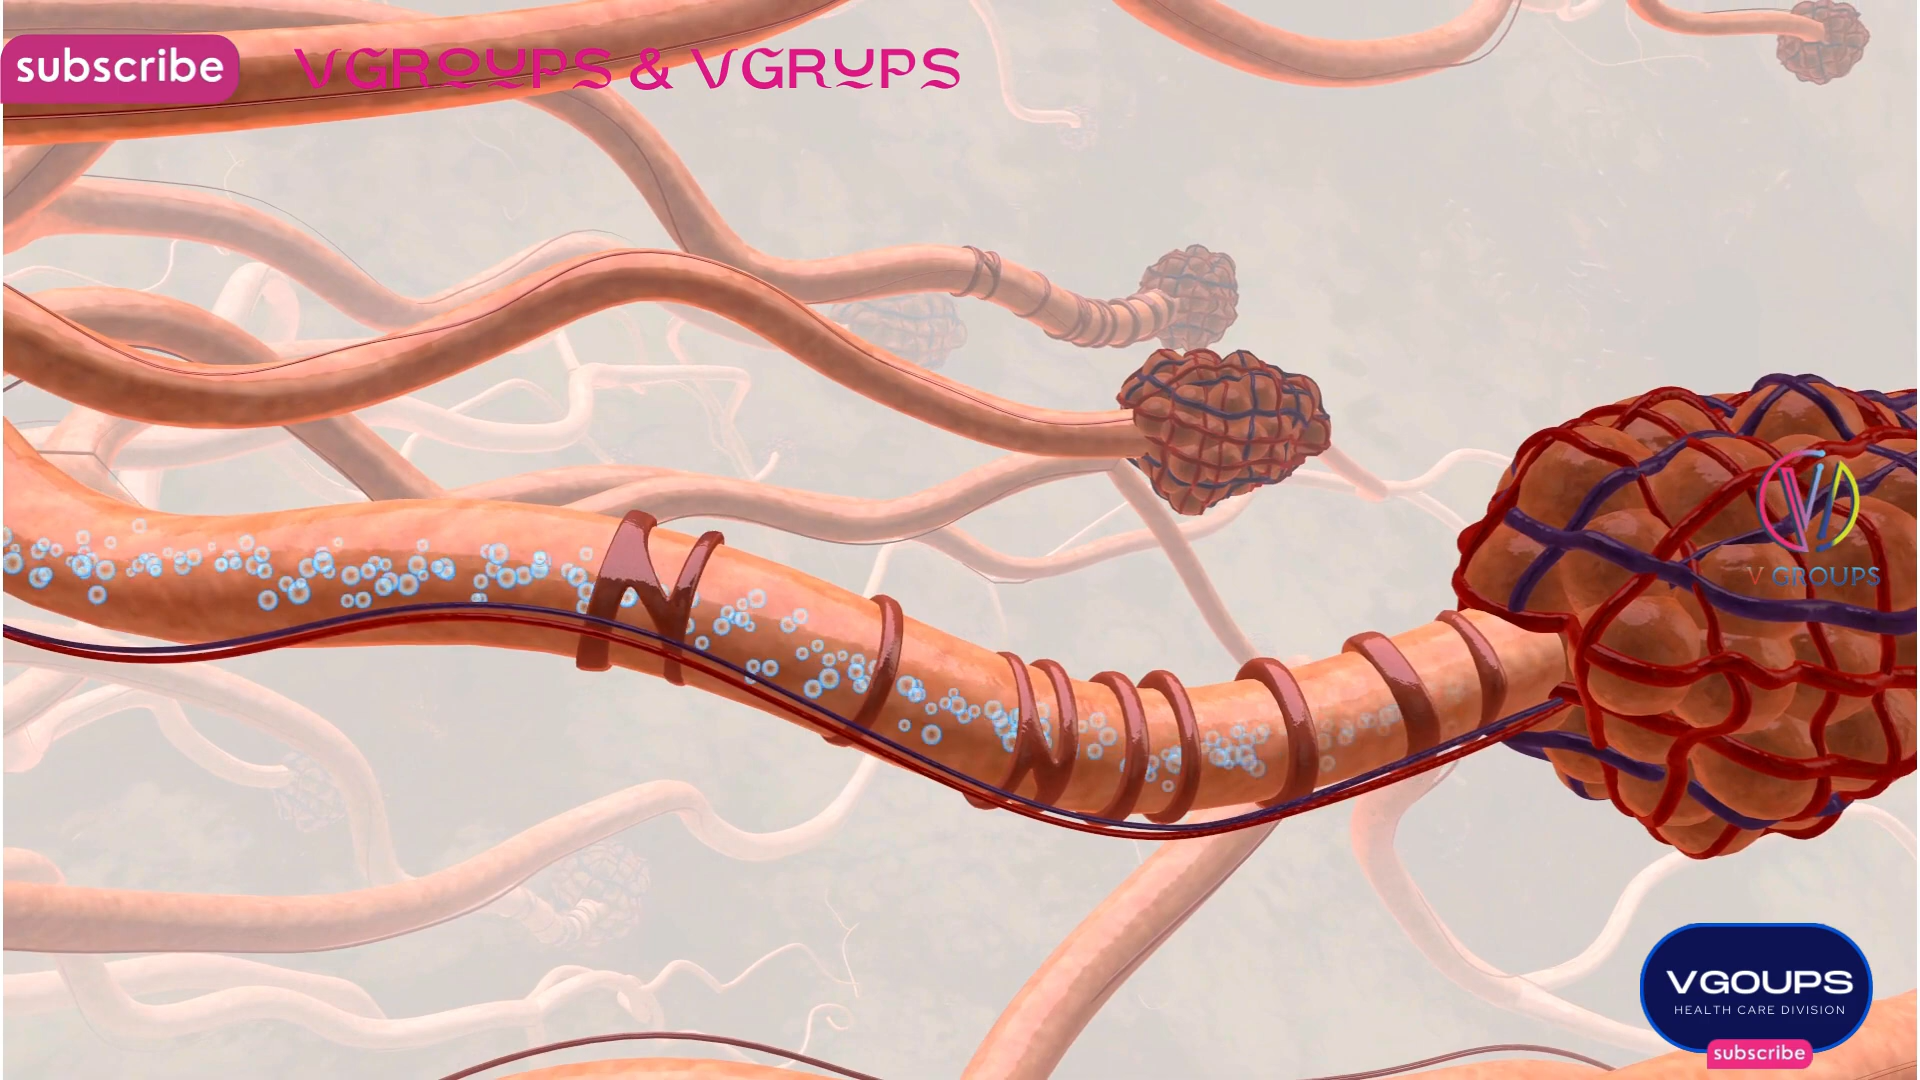 subscribe
VGROUPS & VGRUPS
V GROUPS
VGOUPS
HEALTH CARE DIVISION
subscribe